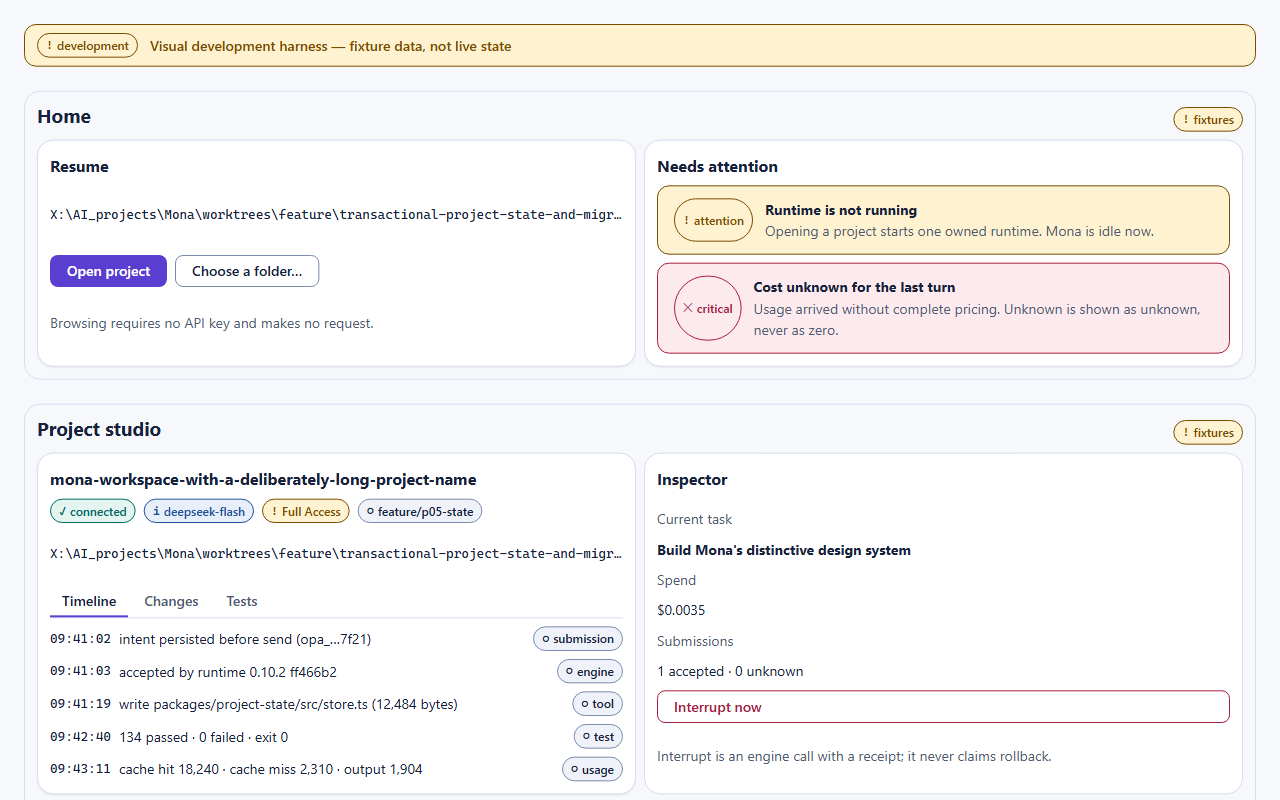 ! development Visual development harness — fixture data, not live state
Home
! fixtures
Resume
X:\AI_projects\Mona\worktrees\feature\transactional-project-state-and-migr…
Open project
Choose a folder…
Browsing requires no API key and makes no request.
Needs attention
! attention
Runtime is not running
Opening a project starts one owned runtime. Mona is idle now.
✕ critical
Cost unknown for the last turn
Usage arrived without complete pricing. Unknown is shown as unknown,
never as zero.
Project studio
! fixtures
mona-workspace-with-a-deliberately-long-project-name
✓ connected
i deepseek-flash
! Full Access
feature/p05-state
X:\AI_projects\Mona\worktrees\feature\transactional-project-state-and-migr…
Timeline
Changes
Tests
09:41:02 intent persisted before send (opa_…7f21) submission
09:41:03 accepted by runtime 0.10.2 ff466b2 engine
09:41:19 write packages/project-state/src/store.ts (12,484 bytes) tool
09:42:40 134 passed · 0 failed · exit 0 test
09:43:11 cache hit 18,240 · cache miss 2,310 · output 1,904 usage
Inspector
Current task
Build Mona's distinctive design system
Spend
$0.0035
Submissions
1 accepted · 0 unknown
Interrupt now
Interrupt is an engine call with a receipt; it never claims rollback.